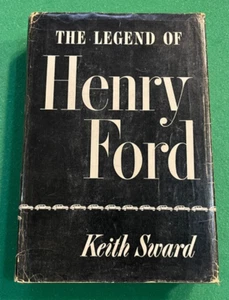 THE LEGEND OF
Henry
Ford
Keith Sward